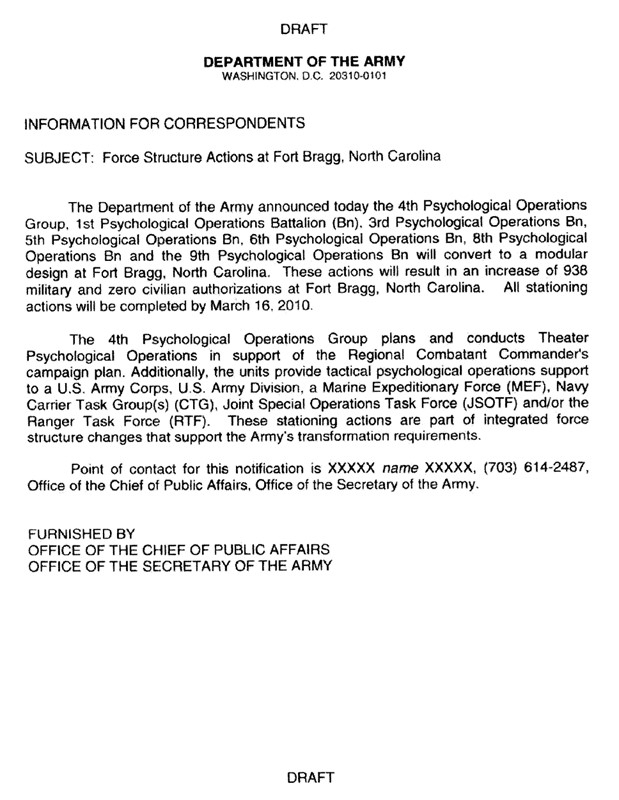 DRAFT
DEPARTMENT OF THE ARMY
WASHINGTON, D.C. 20310-0101
INFORMATION FOR CORRESPONDENTS
SUBJECT: Force Structure Actions at Fort Bragg, North Carolina
The Department of the Army announced today the 4th Psychological Operations
Group, 1st Psychological Operations Battalion (Bn), 3rd Psychological Operations Bn,
5th Psychological Operations Bn, 6th Psychological Operations Bn, 8th Psychological
Operations Bn and the 9th Psychological Operations Bn will convert to a modular
design at Fort Bragg, North Carolina. These actions will result in an increase of 938
military and zero civilian authorizations at Fort Bragg, North Carolina. All stationing
actions will be completed by March 16, 2010.
The 4th Psychological Operations Group plans and conducts Theater
Psychological Operations in support of the Regional Combatant Commander's
campaign plan. Additionally, the units provide tactical psychological operations support
to a U.S. Army Corps, U.S. Army Division, a Marine Expeditionary Force (MEF), Navy
Carrier Task Group(s) (CTG), Joint Special Operations Task Force (JSOTF) and/or the
Ranger Task Force (RTF). These stationing actions are part of integrated force
structure changes that support the Army's transformation requirements.
Point of contact for this notification is XXXXX name XXXXX, (703) 614-2487,
Office of the Chief of Public Affairs, Office of the Secretary of the Army.
FURNISHED BY
OFFICE OF THE CHIEF OF PUBLIC AFFAIRS
OFFICE OF THE SECRETARY OF THE ARMY
DRAFT